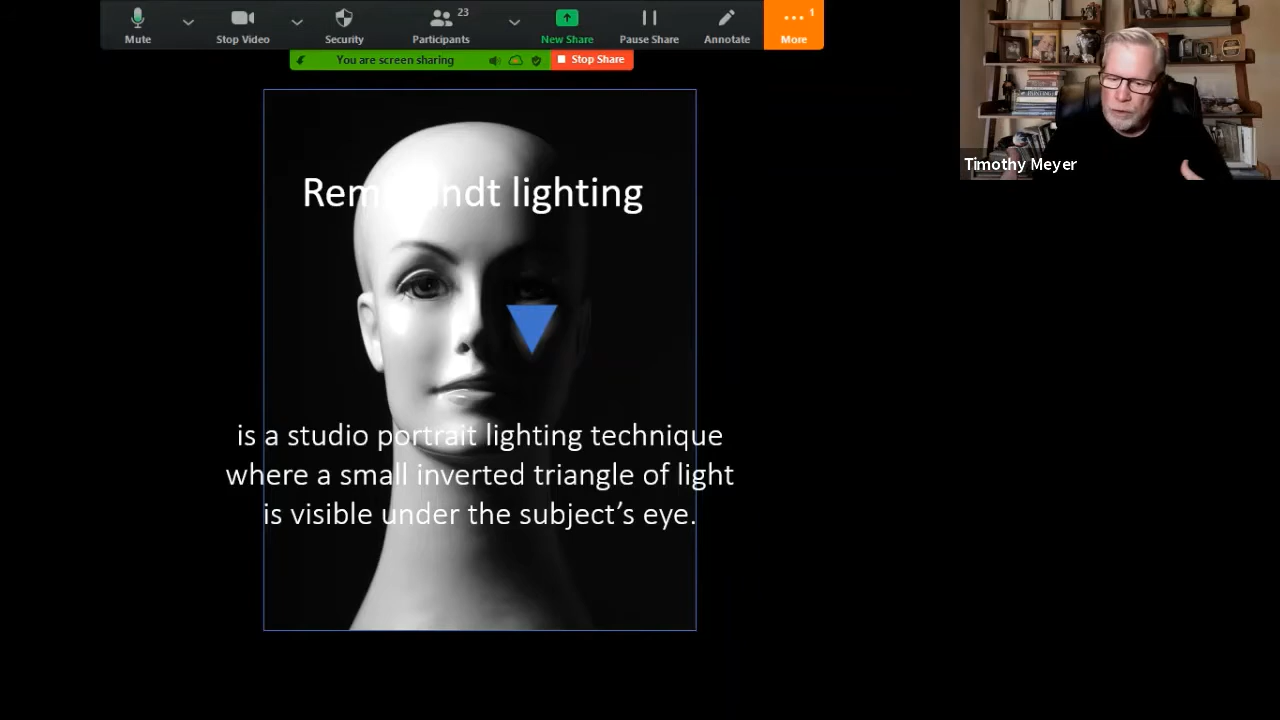 23
1
Mute
Stop Video
Security
Participants
New Share
Pause Share
Annotate
More
You are screen sharing
Stop Share
Timothy Meyer
lighting
is a studio portrait lighting technique
where a small inverted triangle of light
is visible under the subject’s eye.